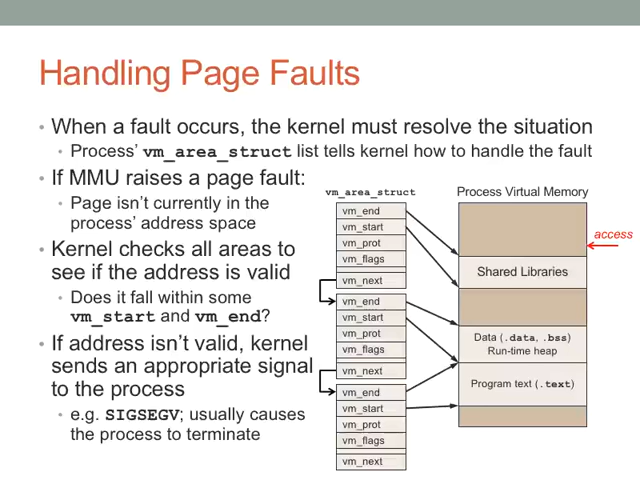 Handling Page Faults
• When a fault occurs, the kernel must resolve the situation
• Process’ vm_area_struct list tells kernel how to handle the fault
• If MMU raises a page fault:
• Page isn’t currently in the
process’ address space
• Kernel checks all areas to
see if the address is valid
• Does it fall within some
vm_start and vm_end?
• If address isn’t valid, kernel
sends an appropriate signal
to the process
• e.g. SIGSEGV; usually causes
the process to terminate
vm_area_struct
vm_end
vm_start
vm_prot
vm_flags
vm_next
vm_end
vm_start
vm_prot
vm_flags
vm_next
vm_end
vm_start
vm_prot
vm_flags
vm_next
Process Virtual Memory
access
Shared Libraries
Data (.data, .bss)
Run-time heap
Program text (.text)